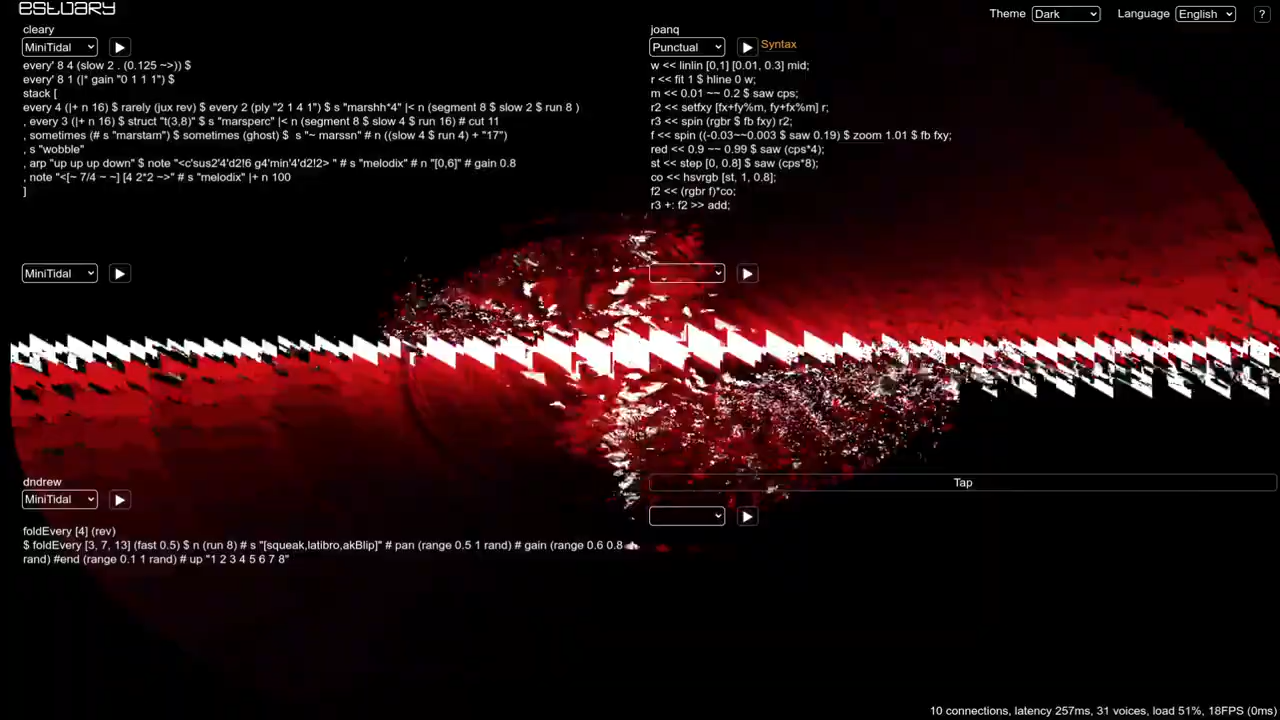 estuary
Theme Dark Language English ?
cleary
MiniTidal
every' 8 4 (slow 2 . (0.125 ~>)) $
every' 8 1 (|* gain "0 1 1 1") $
stack [
every 4 (|+ n 16) $ rarely (jux rev) $ every 2 (ply "2 1 4 1") $ s "marshh*4" |< n (segment 8 $ slow 2 $ run 8 )
, every 3 (|+ n 16) $ struct "t(3,8)" $ s "marsperc" |< n (segment 8 $ slow 4 $ run 16) # cut 11
, sometimes (# s "marstam") $ sometimes (ghost) $  s "~ marssn" # n ((slow 4 $ run 4) + "17")
, s "wobble"
, arp "up up up down" $ note "<c'sus2'4'd2!6 g4'min'4'd2!2> " # s "melodix" # n "[0,6]" # gain 0.8
, note "<[~ 7/4 ~ ~] [4 2*2 ~>" # s "melodix" |+ n 100
]
joanq
Punctual Syntax
w << linlin [0,1] [0.01, 0.3] mid;
r << fit 1 $ hline 0 w;
m << 0.01 ~~ 0.2 $ saw cps;
r2 << setfxy [fx+fy%m, fy+fx%m] r;
r3 << spin (rgbr $ fb fxy) r2;
f << spin ((-0.03~~0.003 $ saw 0.19) $ zoom 1.01 $ fb fxy;
red << 0.9 ~~ 0.99 $ saw (cps*4);
st << step [0, 0.8] $ saw (cps*8);
co << hsvrgb [st, 1, 0.8];
f2 << (rgbr f)*co;
r3 +: f2 >> add;
MiniTidal
dndrew
MiniTidal
foldEvery [4] (rev)
$ foldEvery [3, 7, 13] (fast 0.5) $ n (run 8) # s "[squeak,latibro,akBlip]" # pan (range 0.5 1 rand) # gain (range 0.6 0.8
rand) #end (range 0.1 1 rand) # up "1 2 3 4 5 6 7 8"
Tap
10 connections, latency 257ms, 31 voices, load 51%, 18FPS (0ms)